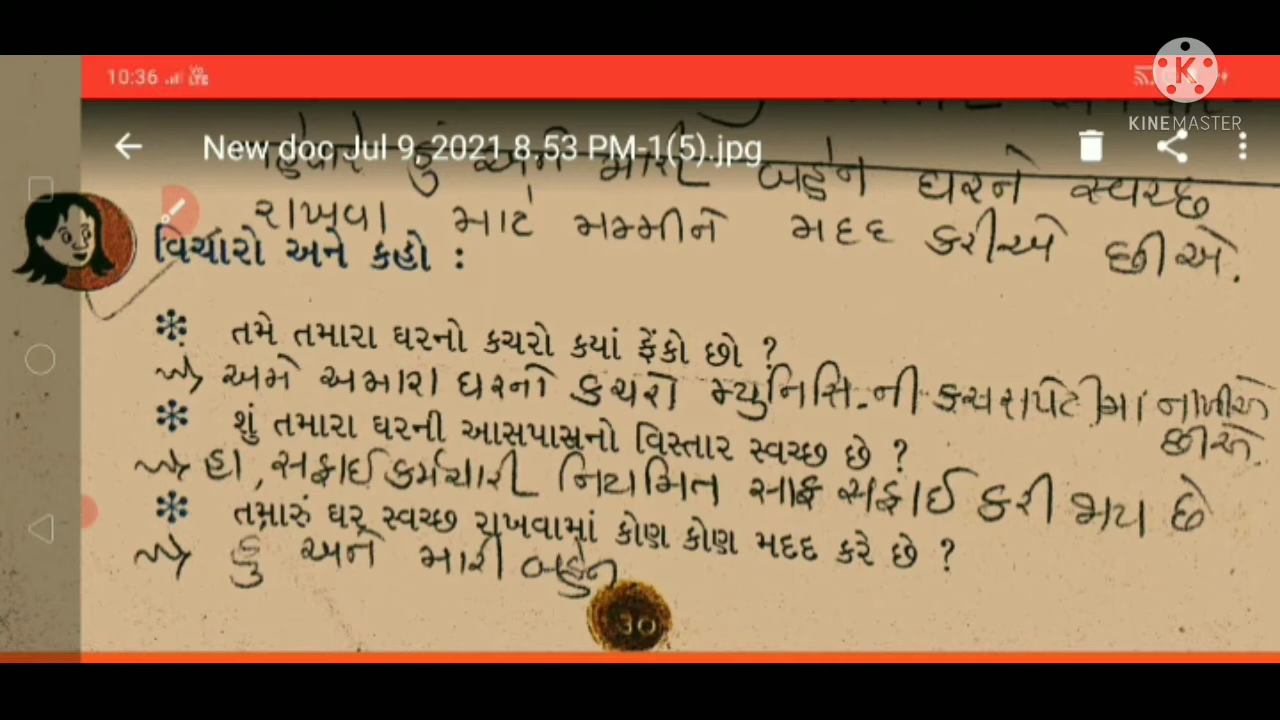 10:36
KINEMASTER
New doc Jul 9, 2021 8.53 PM-1(5).jpg
હું અને મારી બહેન ઘરને સ્વચ્છ
રાખવા માટે મમ્મીને મદદ કરીએ છીએ.
વિચારો અને કહો :
તમે તમારા ઘરનો કચરો કયાં ફેંકો છો ?
અમે અમારા ઘરનો કચરો મ્યુનિસિ.ની કચરાપેટીમાં નાખીએ
છીએ.
શું તમારા ઘરની આસપાસનો વિસ્તાર સ્વચ્છ છે ?
હા, સફાઈ કર્મચારી નિયમિત સાફ સફાઈ કરી જાય છે
તમારું ઘર સ્વચ્છ રાખવામાં કોણ કોણ મદદ કરે છે ?
હું અને મારી બહેન
30